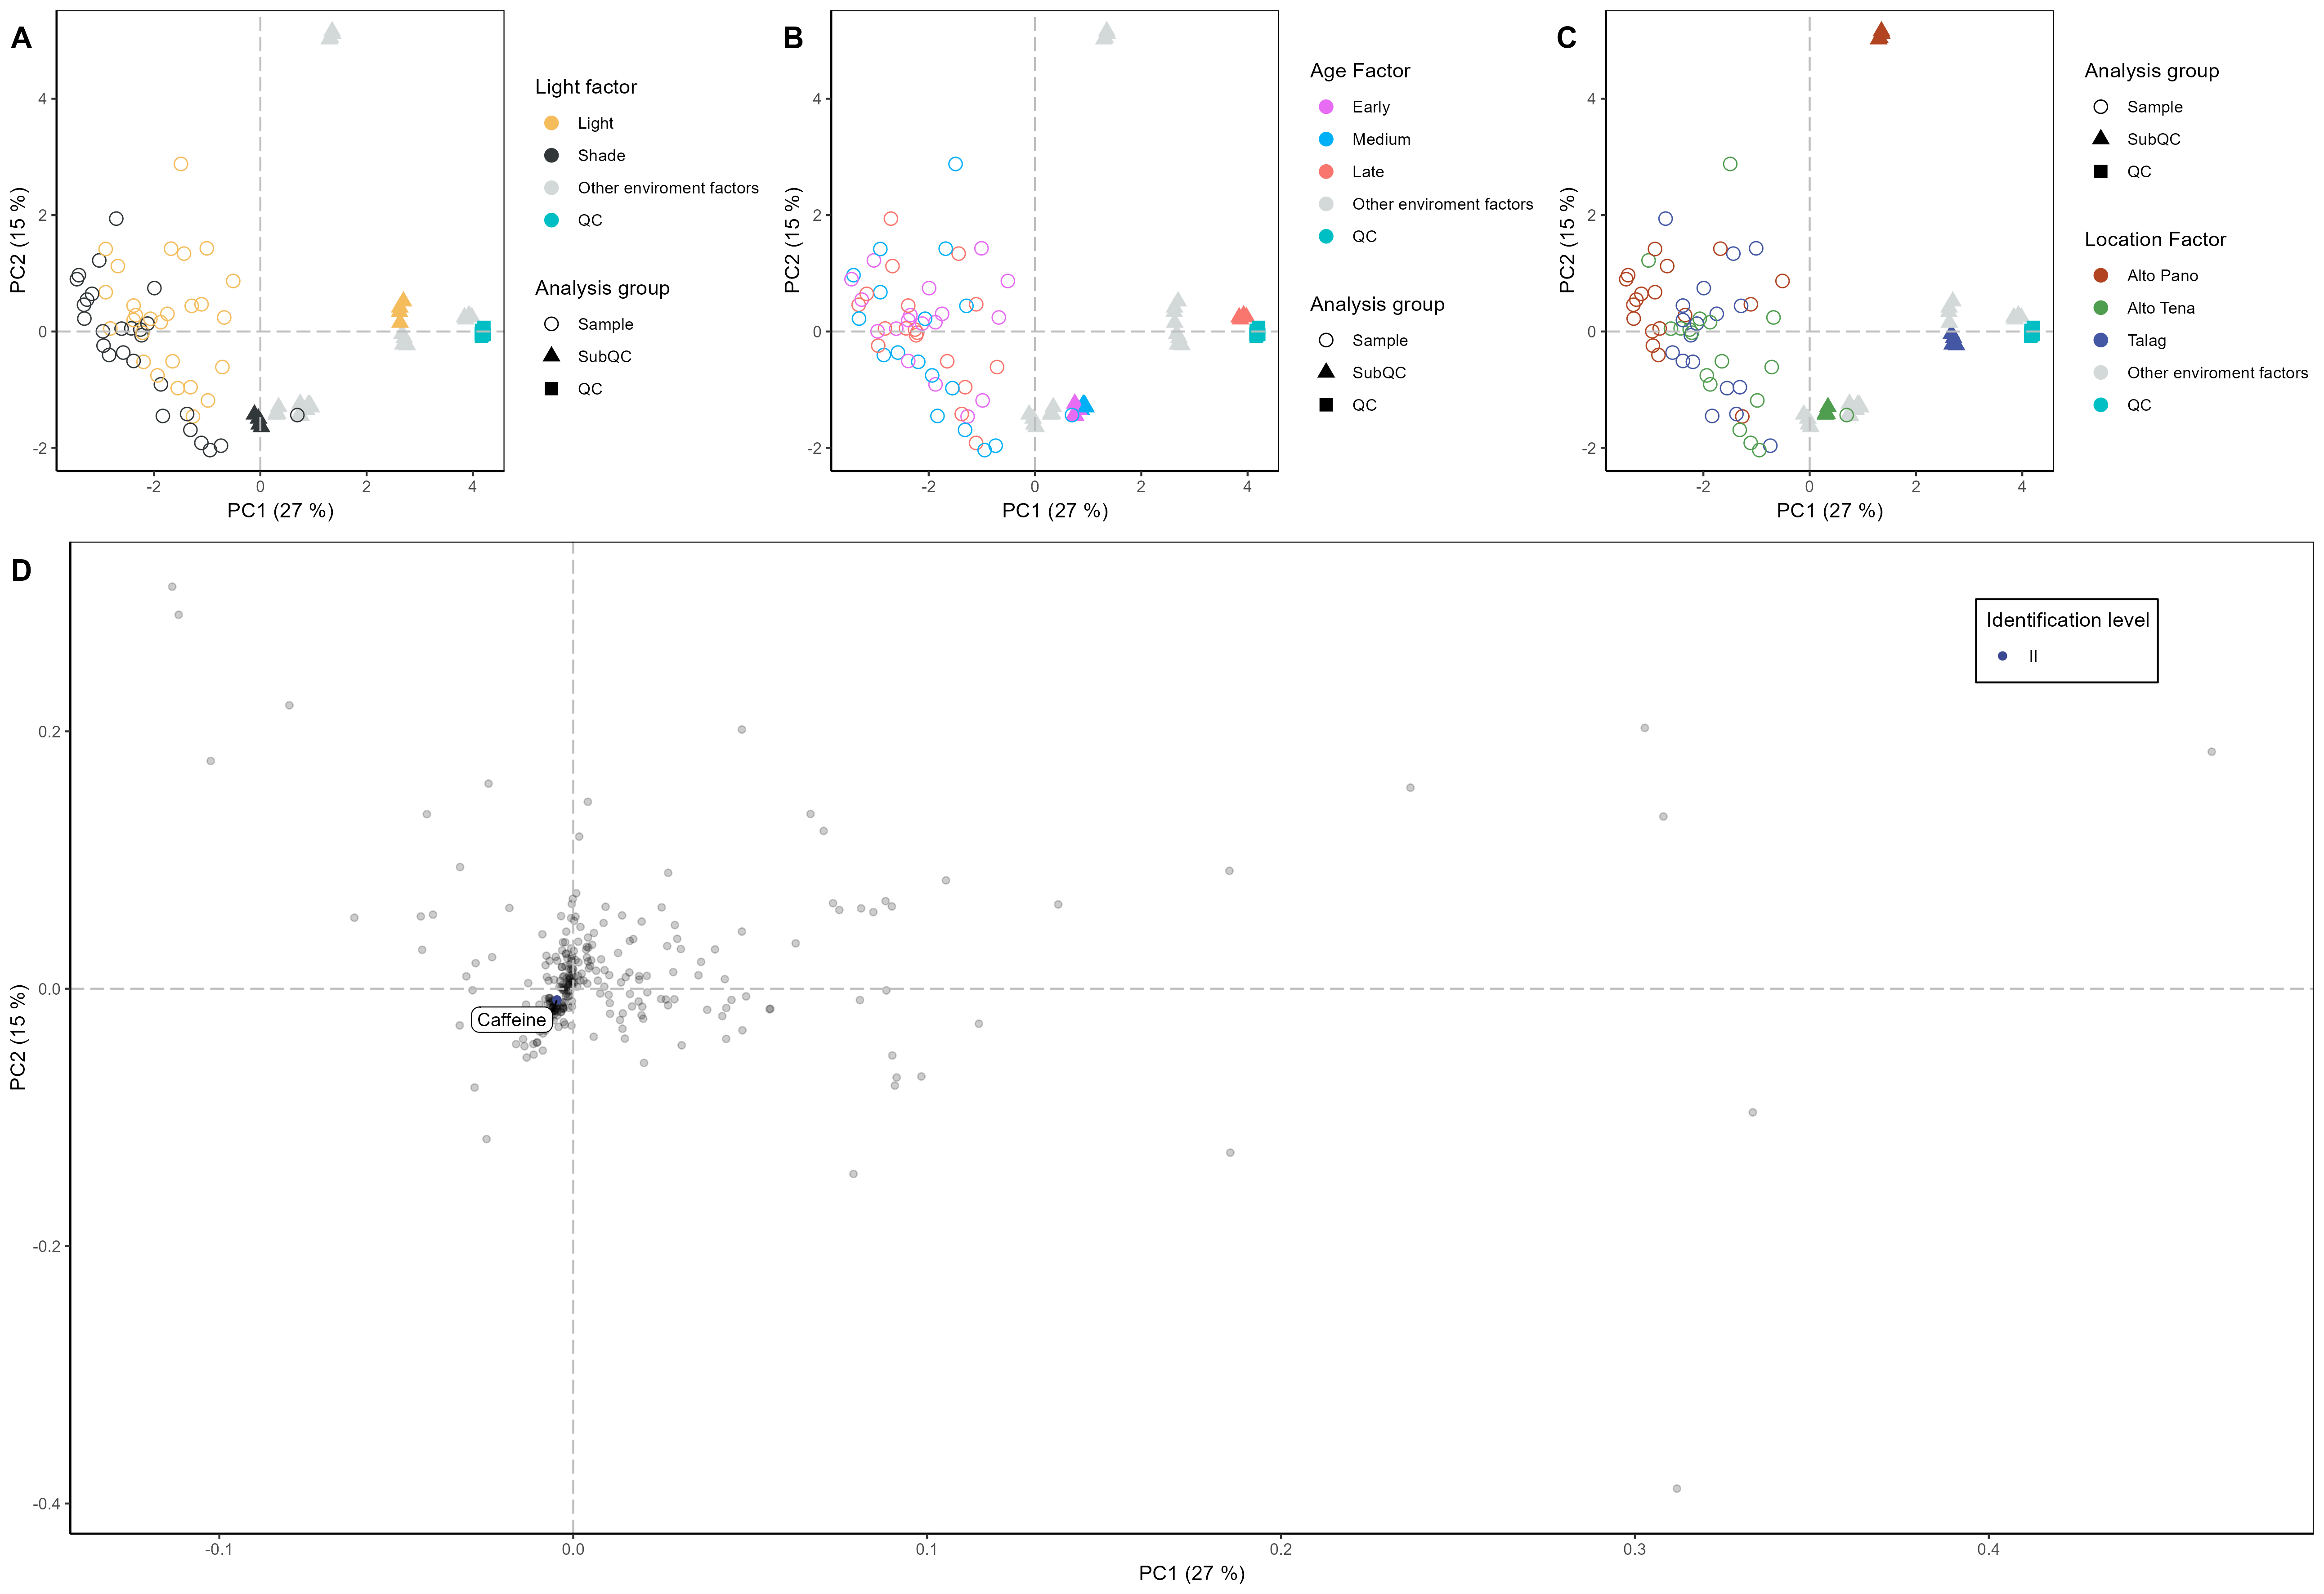 A
4
2
0
-2
-2
0
2
4
PC1 (27 %)
PC2 (15 %)
Light factor
Light
Shade
Other enviroment factors
QC
Analysis group
Sample
SubQC
QC
B
4
2
0
-2
-2
0
2
4
PC1 (27 %)
PC2 (15 %)
Age Factor
Early
Medium
Late
Other enviroment factors
QC
Analysis group
Sample
SubQC
QC
C
4
2
0
-2
-2
0
2
4
PC1 (27 %)
PC2 (15 %)
Analysis group
Sample
SubQC
QC
Location Factor
Alto Pano
Alto Tena
Talag
Other enviroment factors
QC
D
0.2
0.0
-0.2
-0.4
-0.1
0.0
0.1
0.2
0.3
0.4
PC1 (27 %)
PC2 (15 %)
Caffeine
Identification level
II